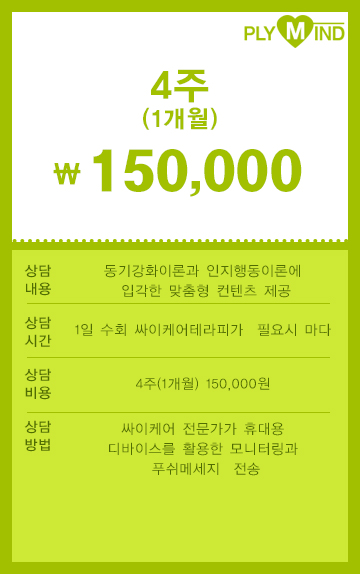 PLY MIND
4주
(1개월)
₩ 150,000
상담
내용
동기강화이론과 인지행동이론에
입각한 맞춤형 컨텐츠 제공
상담
시간
1일 수회 싸이케어테라피가 필요시 마다
상담
비용
4주(1개월) 150,000원
상담
방법
싸이케어 전문가가 휴대용
디바이스를 활용한 모니터링과
푸쉬메세지 전송